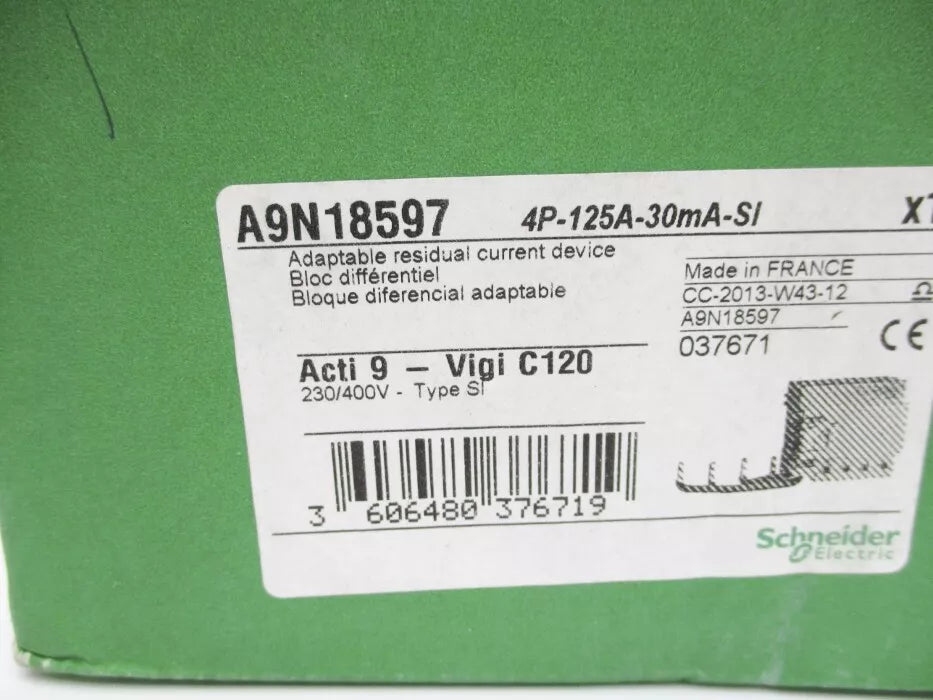 A9N18597 4P-125A-30mA-SI
Adaptable residual current device
Bloc différentiel
Bloque diferencial adaptable
Made in FRANCE
CC-2013-W43-12
A9N18597
037671
CE
Acti 9 - Vigi C120
230/400V - Type SI
3 606480 376719
Schneider
Electric